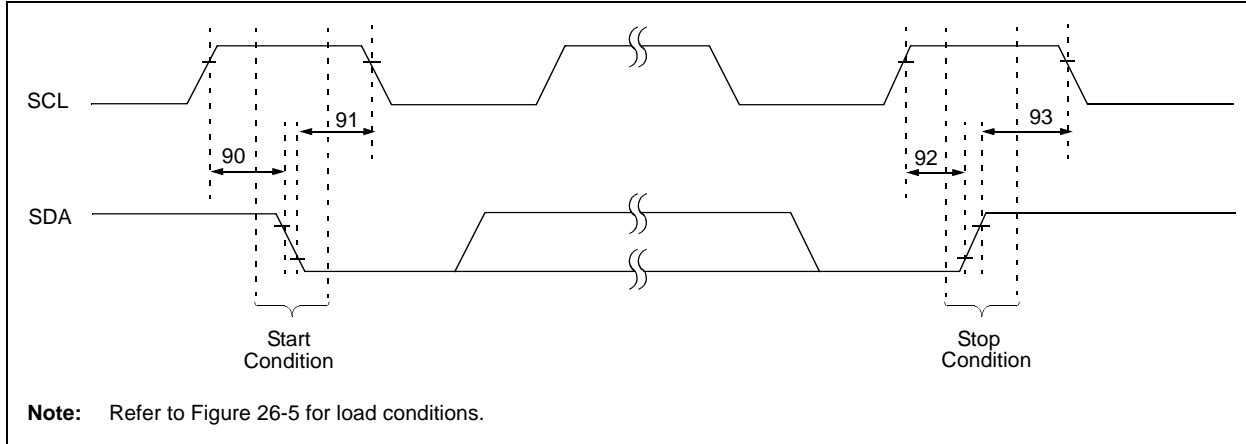 SCL
91
93
90
92
SDA
Start
Condition
Stop
Condition
Note: Refer to Figure 26-5 for load conditions.